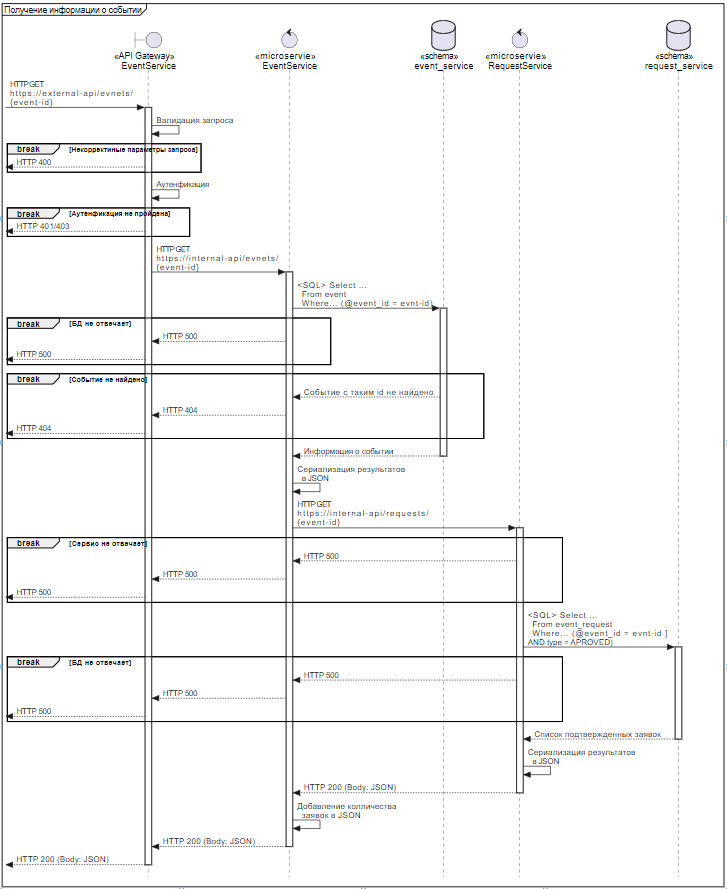 Получение информации о событии
«API Gateway»
EventService
«microservie»
EventService
«schema»
event_service
«microservie»
RequestService
«schema»
request_service
HTTPGET
https://external-api/evnets/
{event-id}
Валидация запроса
break
[Некорректиные параметры запроса]
HTTP 400
Аутенфикация
break
[Аутенфикация не пройдена]
HTTP 401/403
HTTPGET
https://internal-api/evnets/
{event-id}
<SQL> Select ...
From event
Where... (@event_id = evnt-id)
break
[БД не отвечает]
HTTP 500
HTTP 500
break
[Событие не найдено]
Событие с таким id не найдено
HTTP 404
HTTP 404
Информация о событии
Сериализация результатов
в JSON
HTTPGET
https://internal-api/requests/
{event-id}
break
[Сервис не отвечает]
HTTP 500
HTTP 500
HTTP 500
<SQL> Select ...
From event_request
Where... (@event_id = evnt-id ]
AND type = APROVED)
break
[БД не отвечает]
HTTP 500
HTTP 500
HTTP 500
Список подтвержденных заявок
Сериализация результатов
в JSON
HTTP 200 (Body: JSON)
Добавление колличества
заявок в JSON
HTTP 200 (Body: JSON)
HTTP 200 (Body: JSON)